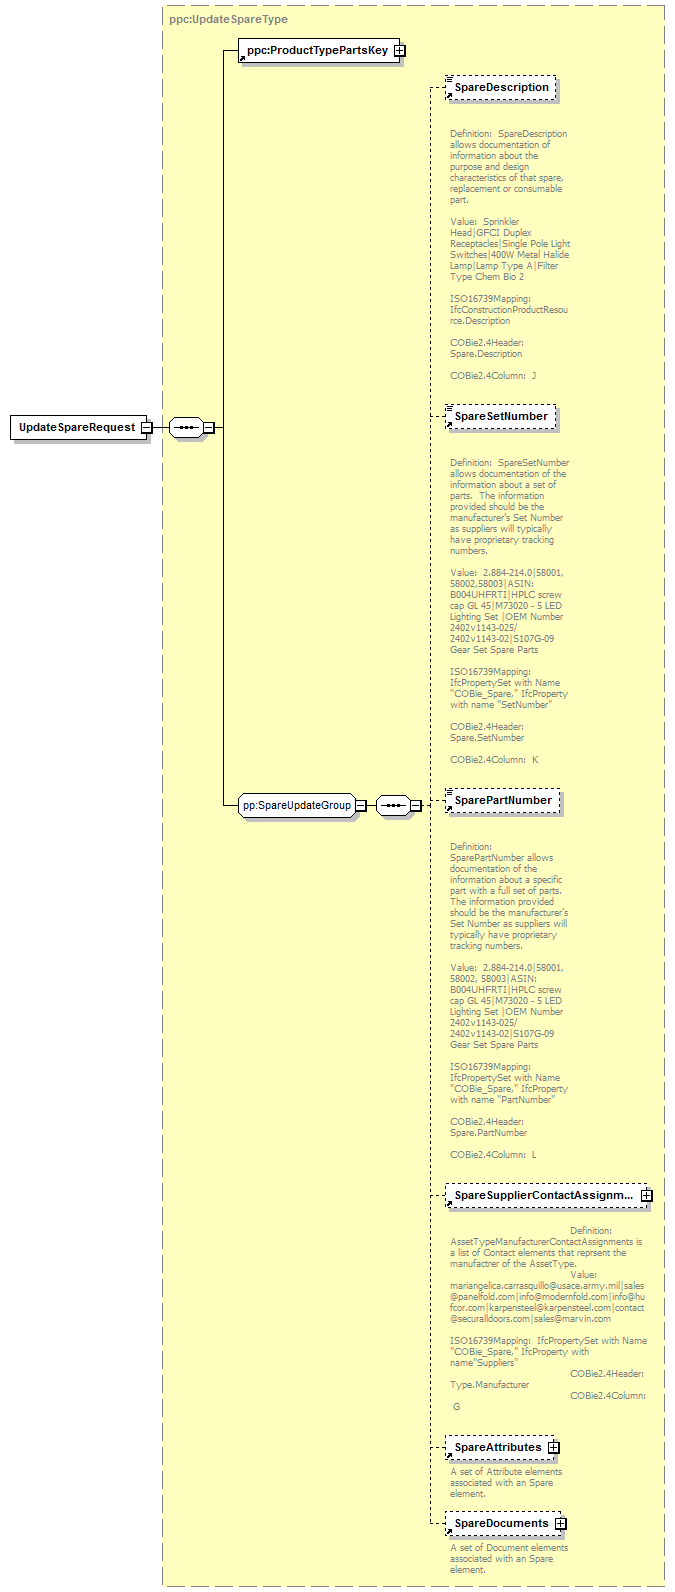 ppc:UpdateSpareType
ppc:ProductTypePartsKey
SpareDescription
Definition:  SpareDescription
allows documentation of
information about the
purpose and design
characteristics of that spare,
replacement or consumable
part.
Value:  Sprinkler
Head|GFCI Duplex
Receptacles|Single Pole Light
Switches|400W Metal Halide
Lamp|Lamp Type A|Filter
Type Chem Bio 2
ISO16739Mapping:
IfcConstructionProductResou
rce.Description
COBie2.4Header:
Spare.Description
COBie2.4Column:  J
UpdateSpareRequest
SpareSetNumber
Definition:  SpareSetNumber
allows documentation of the
information about a set of
parts.  The information
provided should be the
manufacturer's Set Number
as suppliers will typically
have proprietary tracking
numbers.
Value:  2.884-214.0|58001,
58002,58003|ASIN:
B004UHFRTI|HPLC screw
cap GL 45|M73020 - 5 LED
Lighting Set |OEM Number
2402v1143-025/
2402v1143-02|S107G-09
Gear Set Spare Parts
ISO16739Mapping:
IfcPropertySet with Name
"COBie_Spare," IfcProperty
with name "SetNumber"
COBie2.4Header:
Spare.SetNumber
COBie2.4Column:  K
pp:SpareUpdateGroup
SparePartNumber
Definition:
SparePartNumber allows
documentation of the
information about a specific
part with a full set of parts.
The information provided
should be the manufacturer's
Set Number as suppliers will
typically have proprietary
tracking numbers.
Value:  2.884-214.0|58001,
58002, 58003|ASIN:
B004UHFRTI|HPLC screw
cap GL 45|M73020 - 5 LED
Lighting Set |OEM Number
2402v1143-025/
2402v1143-02|S107G-09
Gear Set Spare Parts
ISO16739Mapping:
IfcPropertySet with Name
"COBie_Spare," IfcProperty
with name "PartNumber"
COBie2.4Header:
Spare.PartNumber
COBie2.4Column:  L
SpareSupplierContactAssignm...
Definition:
AssetTypeManufacturerContactAssignments is
a list of Contact elements that reprsent the
manufactrer of the AssetType.
Value:
mariangelica.carrasquillo@usace.army.mil|sales
@panelfold.com|info@modernfold.com|info@hu
fcor.com|karpensteel@karpensteel.com|contact
@securalldoors.com|sales@marvin.com
ISO16739Mapping:  IfcPropertySet with Name
"COBie_Spare," IfcProperty with
name"Suppliers"
COBie2.4Header:
Type.Manufacturer
COBie2.4Column:
G
SpareAttributes
A set of Attribute elements
associated with an Spare
element.
SpareDocuments
A set of Document elements
associated with an Spare
element.